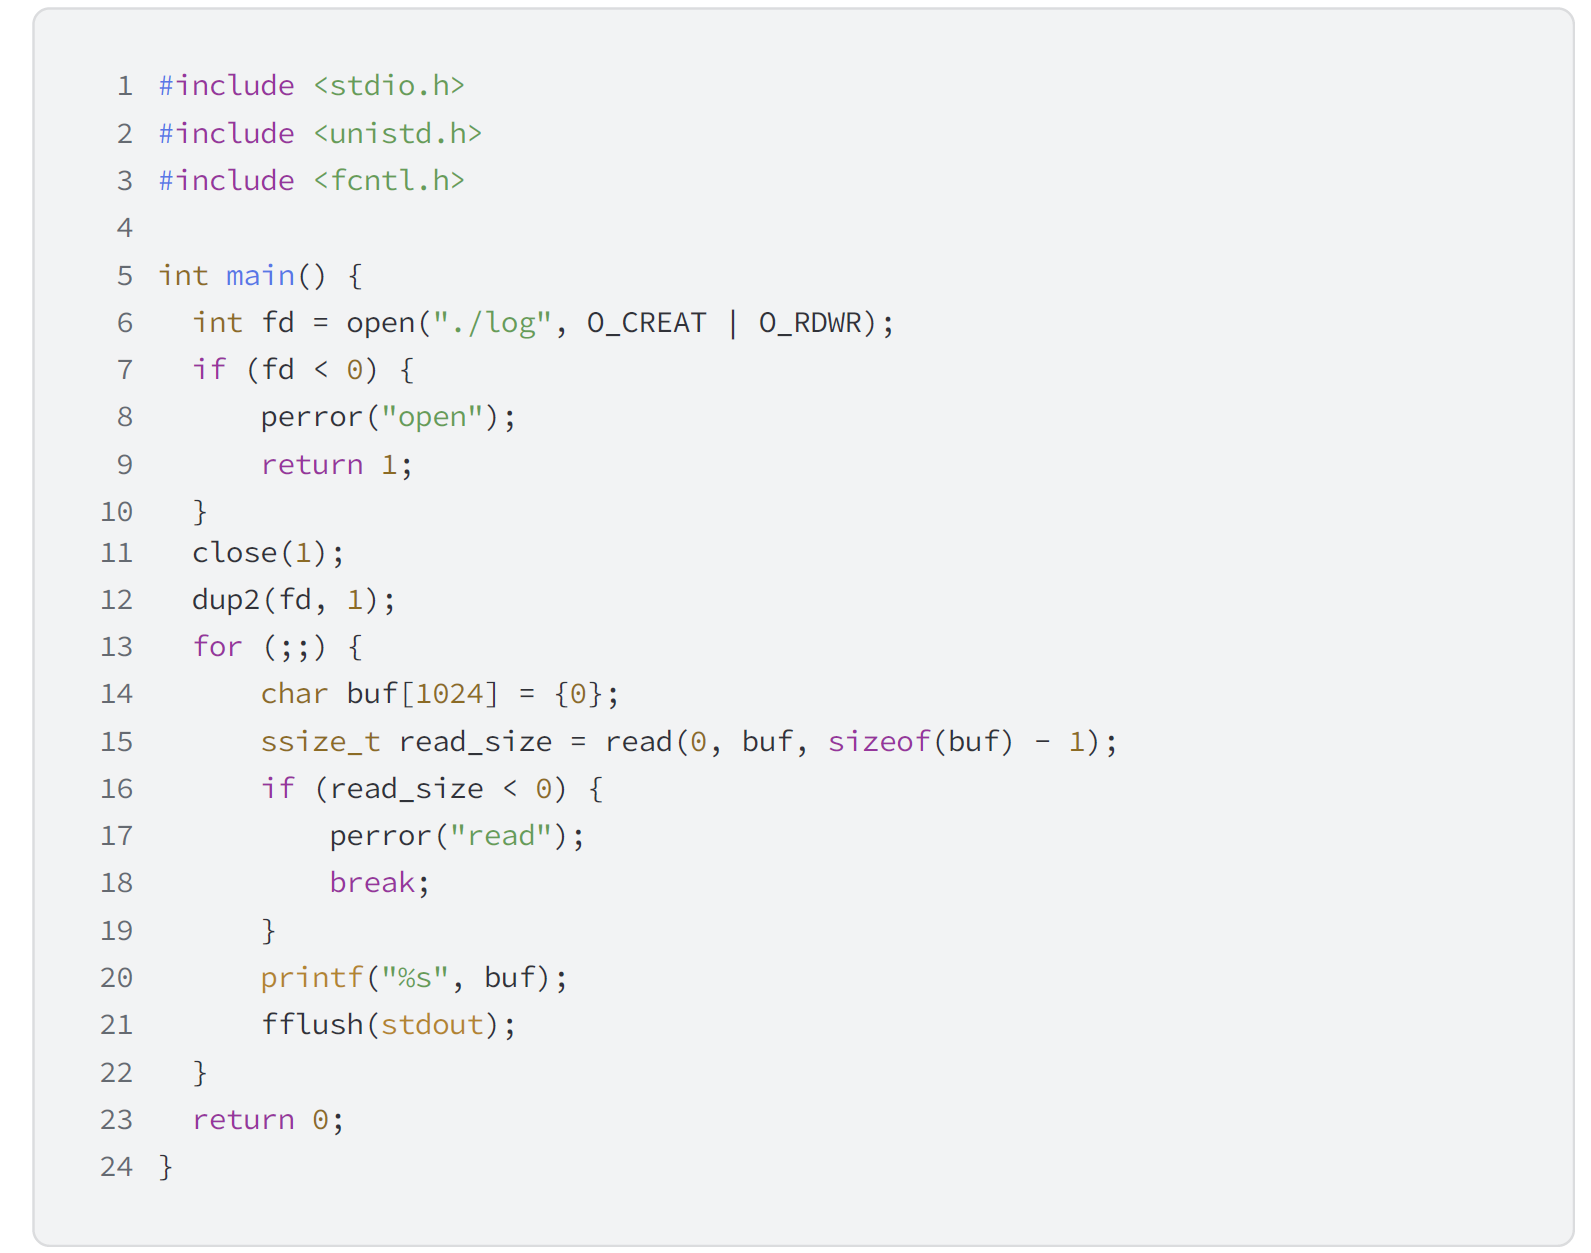 1 #include <stdio.h>
2 #include <unistd.h>
3 #include <fcntl.h>
4
5 int main() {
6   int fd = open("./log", O_CREAT | O_RDWR);
7   if (fd < 0) {
8       perror("open");
9       return 1;
10   }
11   close(1);
12   dup2(fd, 1);
13   for (;;) {
14       char buf[1024] = {0};
15       ssize_t read_size = read(0, buf, sizeof(buf) - 1);
16       if (read_size < 0) {
17           perror("read");
18           break;
19       }
20       printf("%s", buf);
21       fflush(stdout);
22   }
23   return 0;
24 }